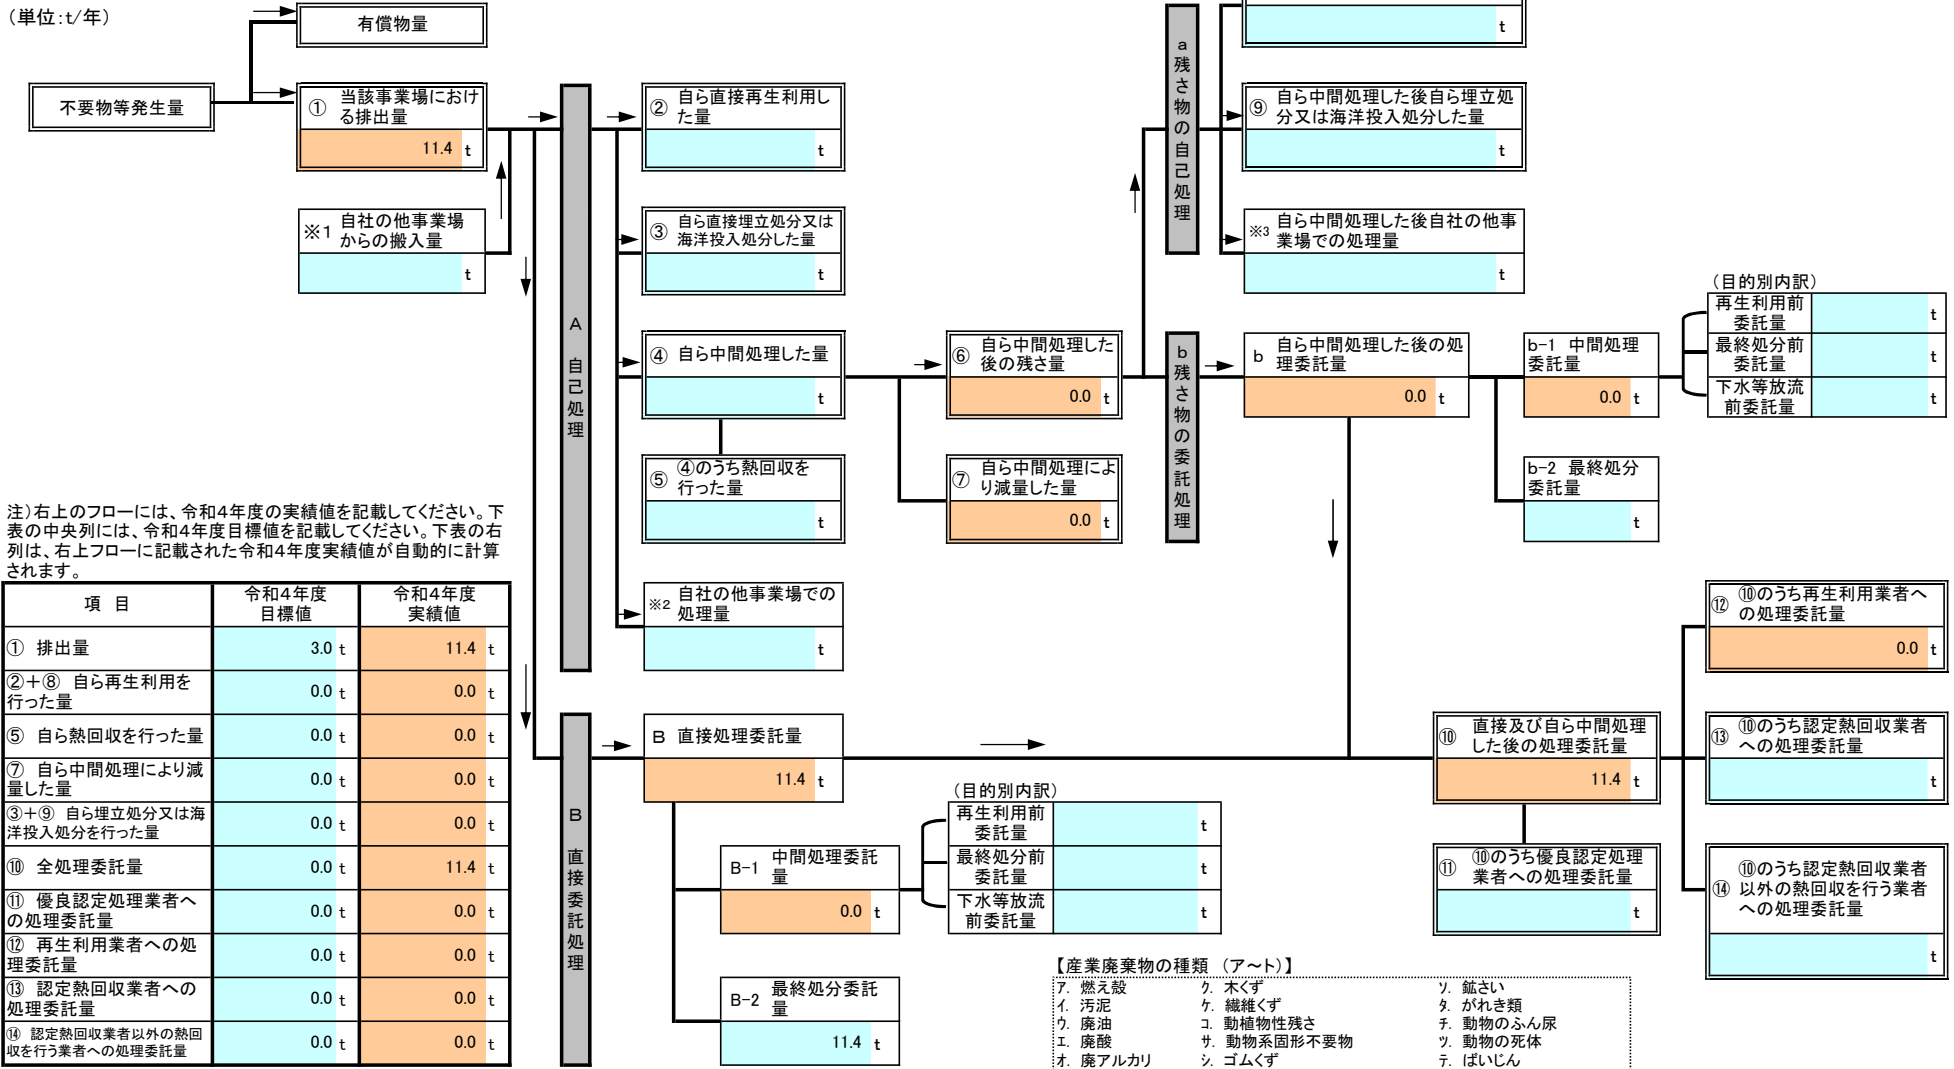 （単位：t/年）
有償物量
不要物等発生量
① 当該事業場におけ
る排出量
11.4 t
※1 自社の他事業場
からの搬入量
t
A
自己処理
② 自ら直接再生利用し
た量
t
③ 自ら直接埋立処分又は
海洋投入処分した量
t
④ 自ら中間処理した量
t
⑤ ④のうち熱回収を
行った量
t
※2 自社の他事業場での
処理量
t
⑥ 自ら中間処理した
後の残さ量
0.0 t
⑦ 自ら中間処理によ
り減量した量
0.0 t
a
残さ物の自己処理
t
⑨ 自ら中間処理した後自ら埋立処
分又は海洋投入処分した量
t
※3 自ら中間処理した後自社の他事
業場での処理量
t
b
残さ物の委託処理
b 自ら中間処理した後の処
理委託量
0.0 t
b-1 中間処理
委託量
0.0 t
b-2 最終処分
委託量
t
（目的別内訳）
再生利用前
委託量
t
最終処分前
委託量
t
下水等放流
前委託量
t
注）右上のフローには、令和4年度の実績値を記載してください。下
表の中央列には、令和4年度目標値を記載してください。下表の右
列は、右上フローに記載された令和4年度実績値が自動的に計算
されます。
項 目 令和4年度 目標値 令和4年度 実績値
① 排出量 3.0 t 11.4 t
②＋⑧ 自ら再生利用を
行った量 0.0 t 0.0 t
⑤ 自ら熱回収を行った量 0.0 t 0.0 t
⑦ 自ら中間処理により減
量した量 0.0 t 0.0 t
③＋⑨ 自ら埋立処分又は海
洋投入処分を行った量 0.0 t 0.0 t
⑩ 全処理委託量 0.0 t 11.4 t
⑪ 優良認定処理業者へ
の処理委託量 0.0 t 0.0 t
⑫ 再生利用業者への処
理委託量 0.0 t 0.0 t
⑬ 認定熱回収業者への
処理委託量 0.0 t 0.0 t
⑭ 認定熱回収業者以外の熱回
収を行う業者への処理委託量 0.0 t 0.0 t
B
直接委託処理
B 直接処理委託量
11.4 t
B-1 中間処理委託
量
0.0 t
B-2 最終処分委託
量
11.4 t
（目的別内訳）
再生利用前
委託量
t
最終処分前
委託量
t
下水等放流
前委託量
t
⑩ 直接及び自ら中間処理
した後の処理委託量
11.4 t
⑪ ⑩のうち優良認定処理
業者への処理委託量
t
⑫ ⑩のうち再生利用業者へ
の処理委託量
0.0 t
⑬ ⑩のうち認定熱回収業者
への処理委託量
t
⑭ ⑩のうち認定熱回収業者
以外の熱回収を行う業者
への処理委託量
t
【産業廃棄物の種類 （ア～ト）】
ア. 燃え殻 ク. 木くず ソ. 鉱さい
イ. 汚泥 ケ. 繊維くず タ. がれき類
ウ. 廃油 コ. 動植物性残さ チ. 動物のふん尿
エ. 廃酸 サ. 動物系固形不要物 ツ. 動物の死体
オ. 廃アルカリ シ. ゴムくず テ. ばいじん